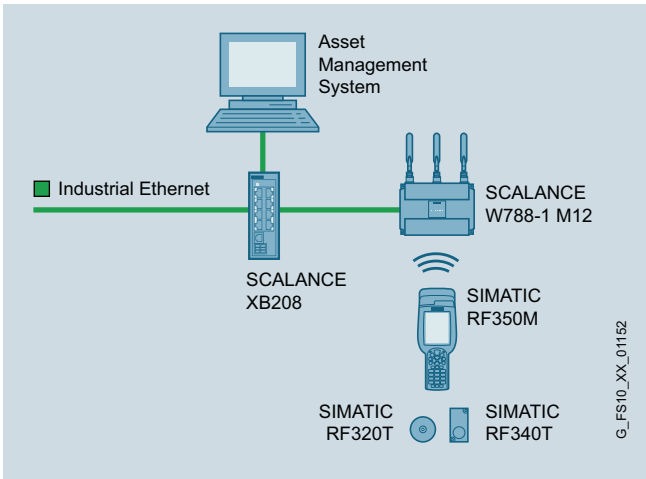 Asset
Management
System
Industrial Ethernet
SCALANCE
W788-1 M12
SCALANCE
XB208
SIMATIC
RF350M
SIMATIC
RF320T
SIMATIC
RF340T
G_FS10_XX_01152